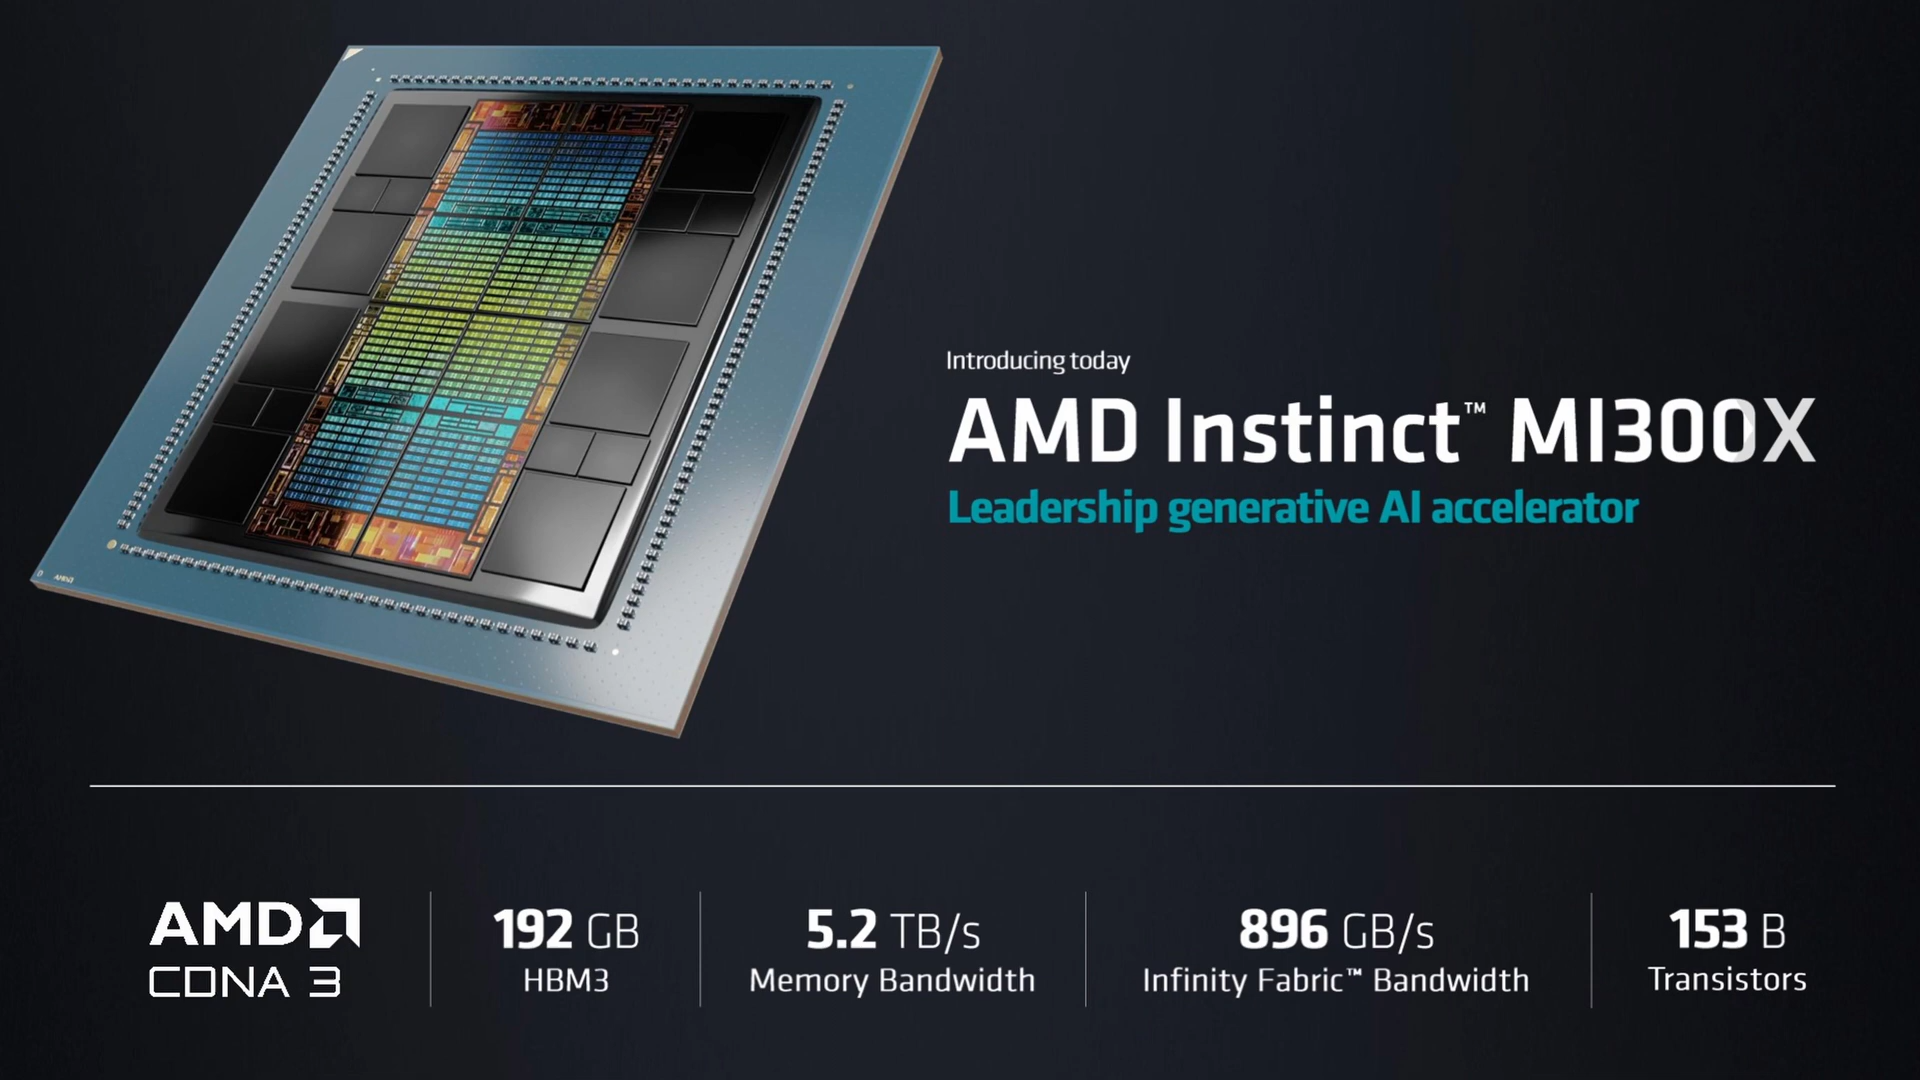 Introducing today
AMD Instinct™ MI300X
Leadership generative AI accelerator
AMD
CDNA 3
192 GB
HBM3
5.2 TB/s
Memory Bandwidth
896 GB/s
Infinity Fabric™ Bandwidth
153 B
Transistors
AMD